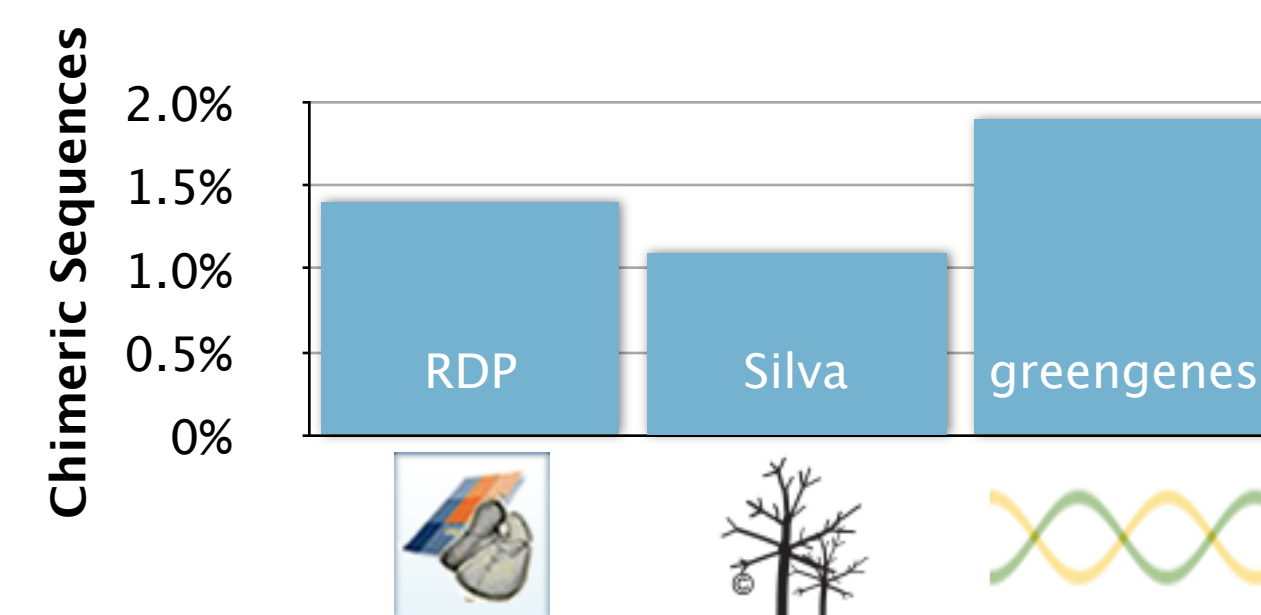 Chimeric Sequences
2.0%
1.5%
1.0%
0.5%
0%
RDP
Silva
greengenes
©